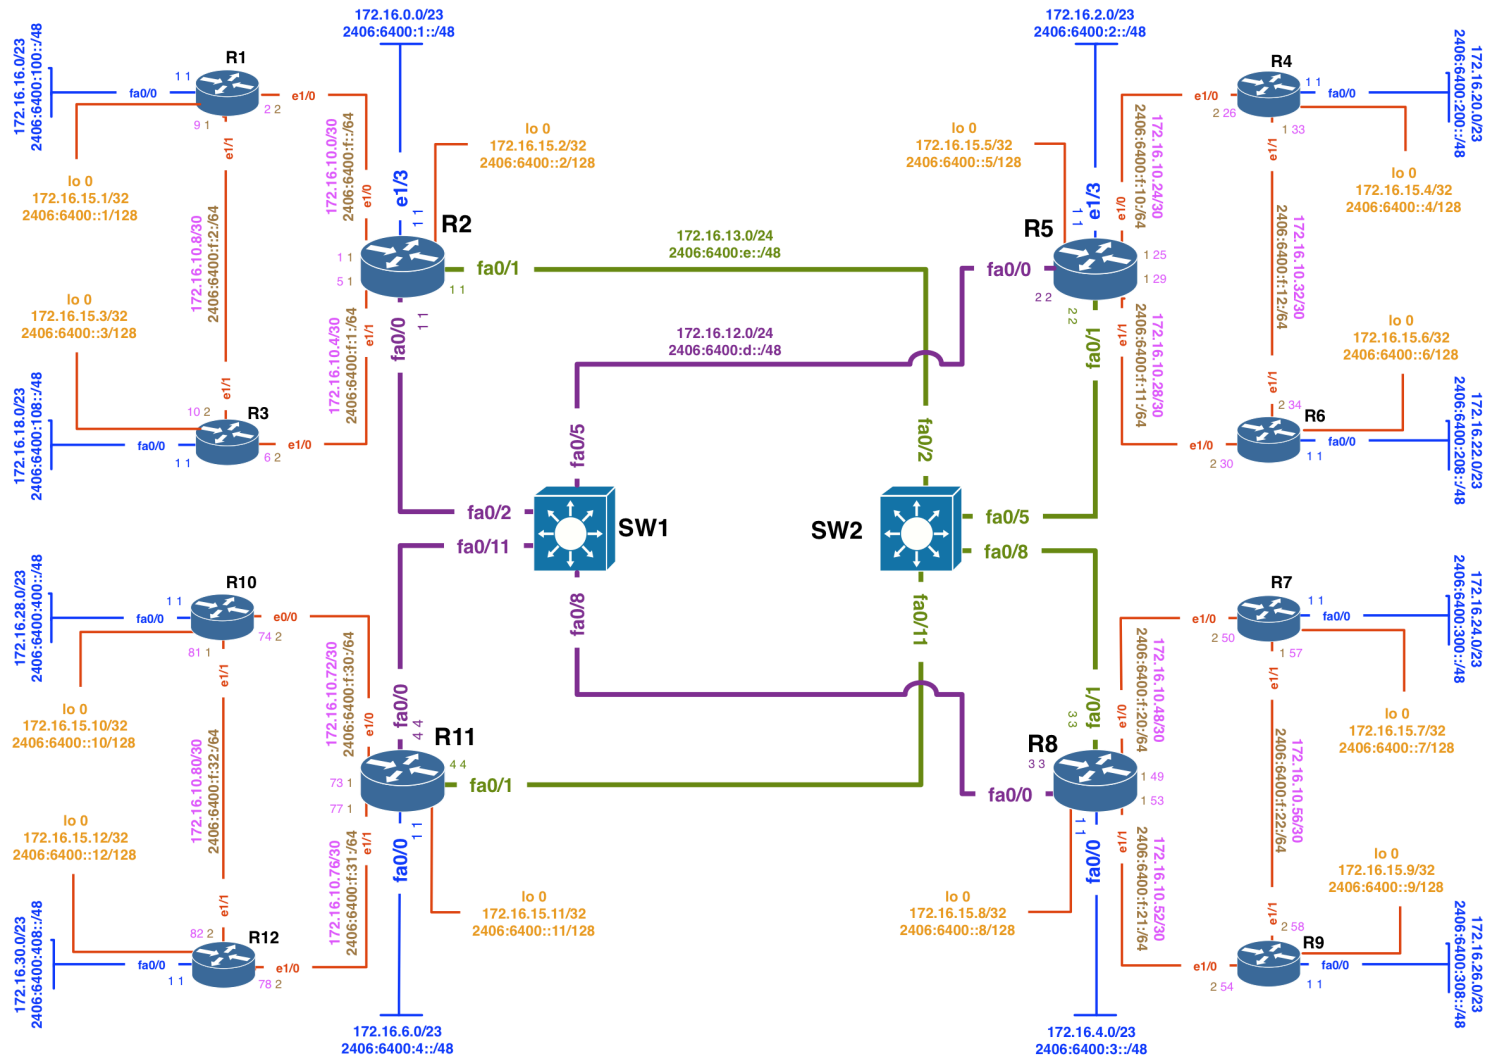 172.16.0.0/23
2406:6400:1::/48
172.16.2.0/23
2406:6400:2::/48
172.16.16.0/23
2406:6400:100::/48
R1
1 1
fa0/0
e1/0
2 2
9 1
e1/1
lo 0
172.16.15.1/32
2406:6400::1/128
172.16.10.0/30
2406:6400:f::/64
e1/0
lo 0
172.16.15.2/32
2406:6400::2/128
e1/3
1 1
R2
1 1
5 1
fa0/1
1 1
fa0/0
1 1
172.16.10.8/30
2406:6400:f:2:/64
172.16.10.4/30
2406:6400:f:1:/64
e1/1
lo 0
172.16.15.3/32
2406:6400::3/128
e1/1
10 2
R3
172.16.18.0/23
2406:6400:108::/48
fa0/0
1 1
e1/0
6 2
172.16.13.0/24
2406:6400:e::/48
172.16.12.0/24
2406:6400:d::/48
lo 0
172.16.15.5/32
2406:6400::5/128
e1/3
1 1
R5
fa0/0
2 2
2 2
fa0/1
1 25
1 29
e1/0
172.16.10.24/30
2406:6400:f:10:/64
e1/1
172.16.10.28/30
2406:6400:f:11:/64
R4
e1/0
2 26
1 1
fa0/0
1 33
e1/1
172.16.20.0/23
2406:6400:200::/48
lo 0
172.16.15.4/32
2406:6400::4/128
172.16.10.32/30
2406:6400:f:12:/64
lo 0
172.16.15.6/32
2406:6400::6/128
e1/1
2 34
R6
e1/0
2 30
fa0/0
1 1
172.16.22.0/23
2406:6400:208::/48
fa0/5
fa0/2
fa0/2
fa0/11
SW1
fa0/8
SW2
fa0/5
fa0/8
fa0/11
172.16.28.0/23
2406:6400:400::/48
R10
1 1
fa0/0
e0/0
74 2
81 1
e1/1
lo 0
172.16.15.10/32
2406:6400::10/128
172.16.10.72/30
2406:6400:f:30:/64
e1/0
fa0/0
4 4
R11
4 4
fa0/1
73 1
77 1
e1/1
fa0/0
1 1
172.16.10.80/30
2406:6400:f:32:/64
172.16.10.76/30
2406:6400:f:31:/64
lo 0
172.16.15.12/32
2406:6400::12/128
e1/1
82 2
R12
172.16.30.0/23
2406:6400:408::/48
fa0/0
1 1
e1/0
78 2
lo 0
172.16.15.11/32
2406:6400::11/128
172.16.6.0/23
2406:6400:4::/48
R8
3 3
3 3
fa0/1
fa0/0
1 49
1 53
e1/0
172.16.10.48/30
2406:6400:f:20:/64
e1/1
172.16.10.52/30
2406:6400:f:21:/64
1 1
fa0/0
lo 0
172.16.15.8/32
2406:6400::8/128
172.16.4.0/23
2406:6400:3::/48
R7
e1/0
2 50
1 1
fa0/0
1 57
e1/1
172.16.24.0/23
2406:6400:300::/48
lo 0
172.16.15.7/32
2406:6400::7/128
172.16.10.56/30
2406:6400:f:22:/64
lo 0
172.16.15.9/32
2406:6400::9/128
e1/1
2 58
R9
e1/0
2 54
fa0/0
1 1
172.16.26.0/23
2406:6400:308::/48